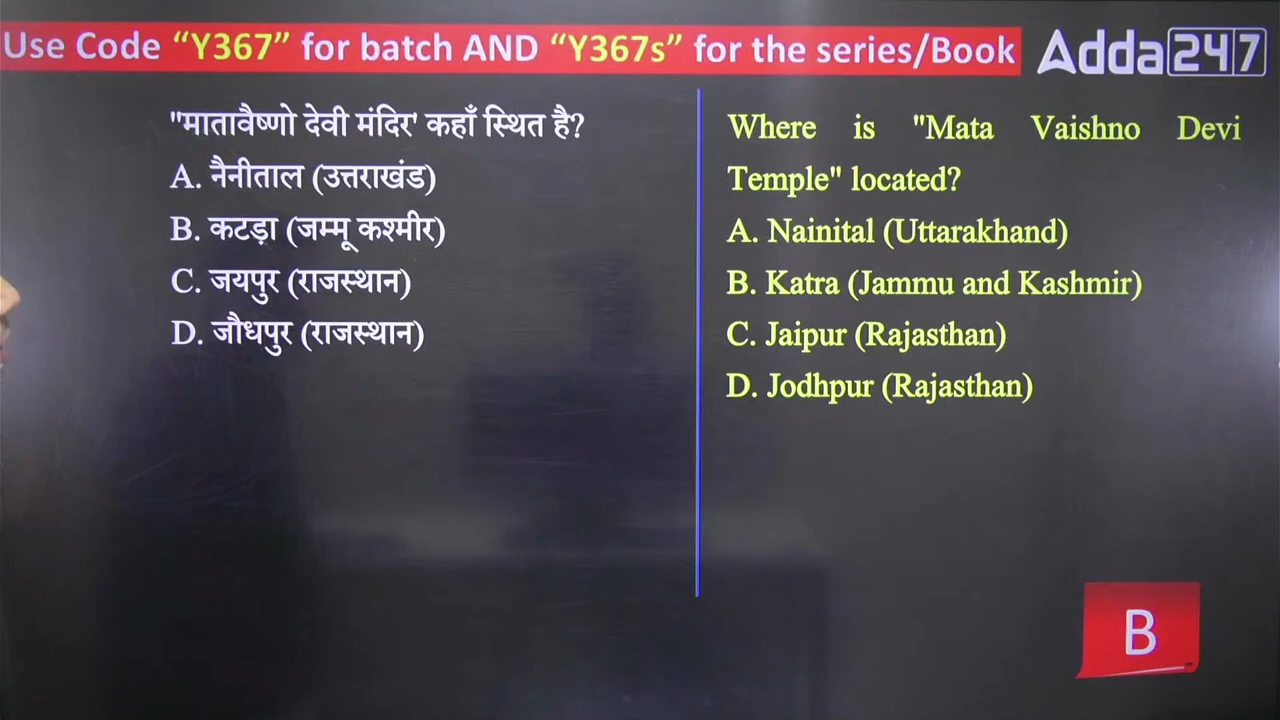 Use Code “Y367” for batch AND “Y367s” for the series/Book
Adda247
"मातावैष्णो देवी मंदिर' कहाँ स्थित है?
A. नैनीताल (उत्तराखंड)
B. कटड़ा (जम्मू कश्मीर)
C. जयपुर (राजस्थान)
D. जौधपुर (राजस्थान)
Where is "Mata Vaishno Devi
Temple" located?
A. Nainital (Uttarakhand)
B. Katra (Jammu and Kashmir)
C. Jaipur (Rajasthan)
D. Jodhpur (Rajasthan)
B